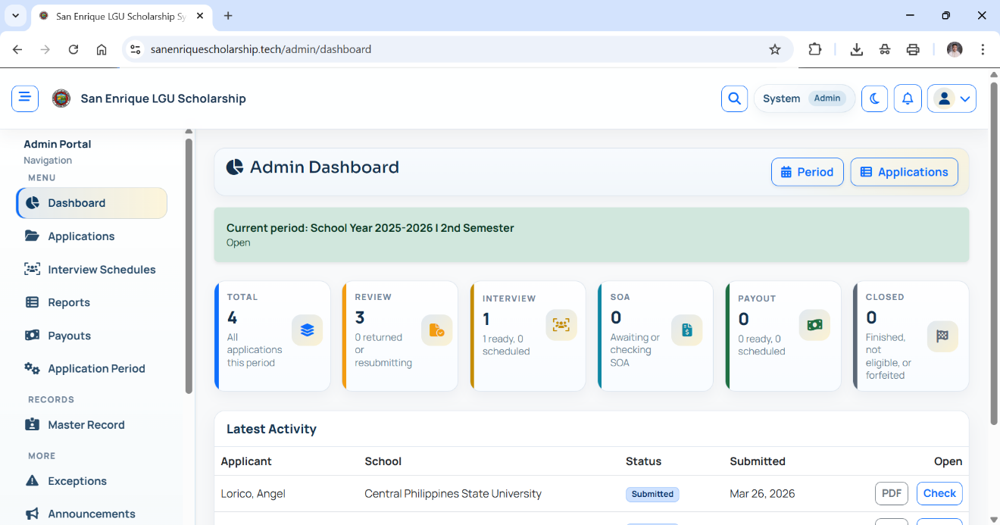 San Enrique LGU Scholarship Sy
sanenriquescholarship.tech/admin/dashboard
San Enrique LGU Scholarship
System Admin
Admin Portal
Navigation
MENU
Dashboard
Applications
Interview Schedules
Reports
Payouts
Application Period
RECORDS
Master Record
MORE
Exceptions
Announcements
Admin Dashboard
Period
Applications
Current period: School Year 2025-2026 | 2nd Semester
Open
TOTAL
4
All
applications
this period
REVIEW
3
0 returned
or
resubmitting
INTERVIEW
1
1 ready, 0
scheduled
SOA
0
Awaiting or
checking
SOA
PAYOUT
0
0 ready, 0
scheduled
CLOSED
0
Finished,
not
eligible, or
forfeited
Latest Activity
Applicant School Status Submitted Open
Lorico, Angel Central Philippines State University Submitted Mar 26, 2026 PDF Check